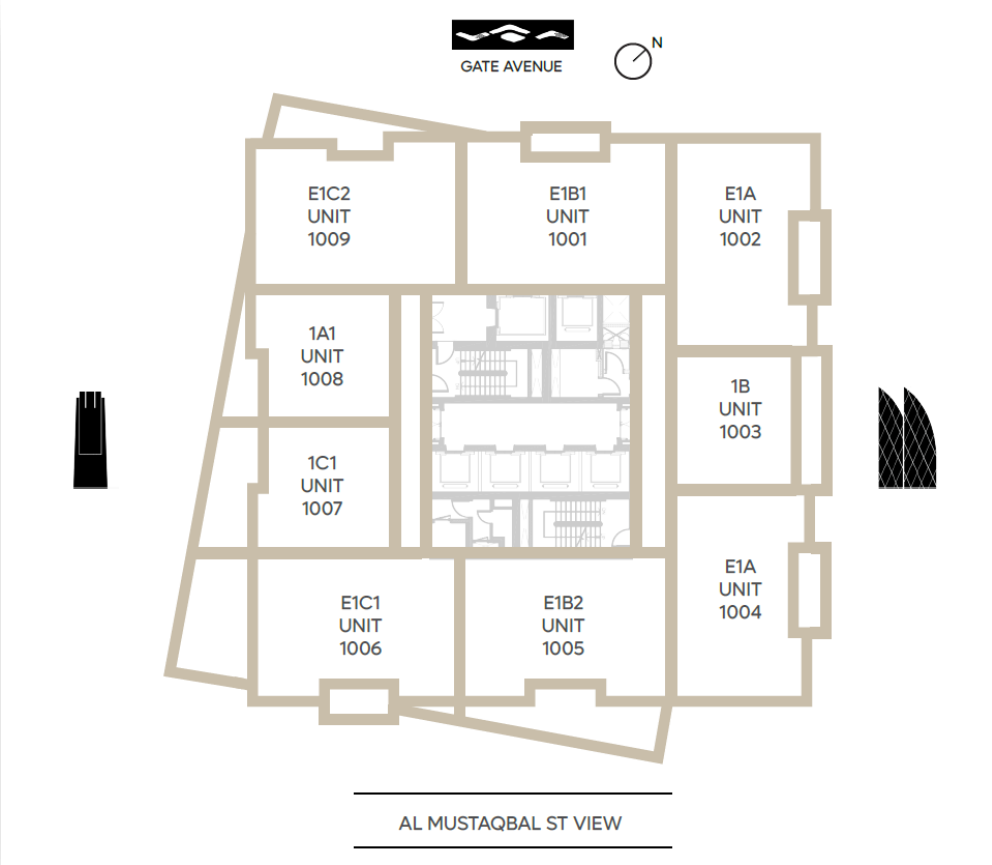 N
GATE AVENUE
E1C2
UNIT
1009
E1B1
UNIT
1001
E1A
UNIT
1002
1A1
UNIT
1008
1B
UNIT
1003
1C1
UNIT
1007
E1A
UNIT
1004
E1C1
UNIT
1006
E1B2
UNIT
1005
AL MUSTAQBAL ST VIEW